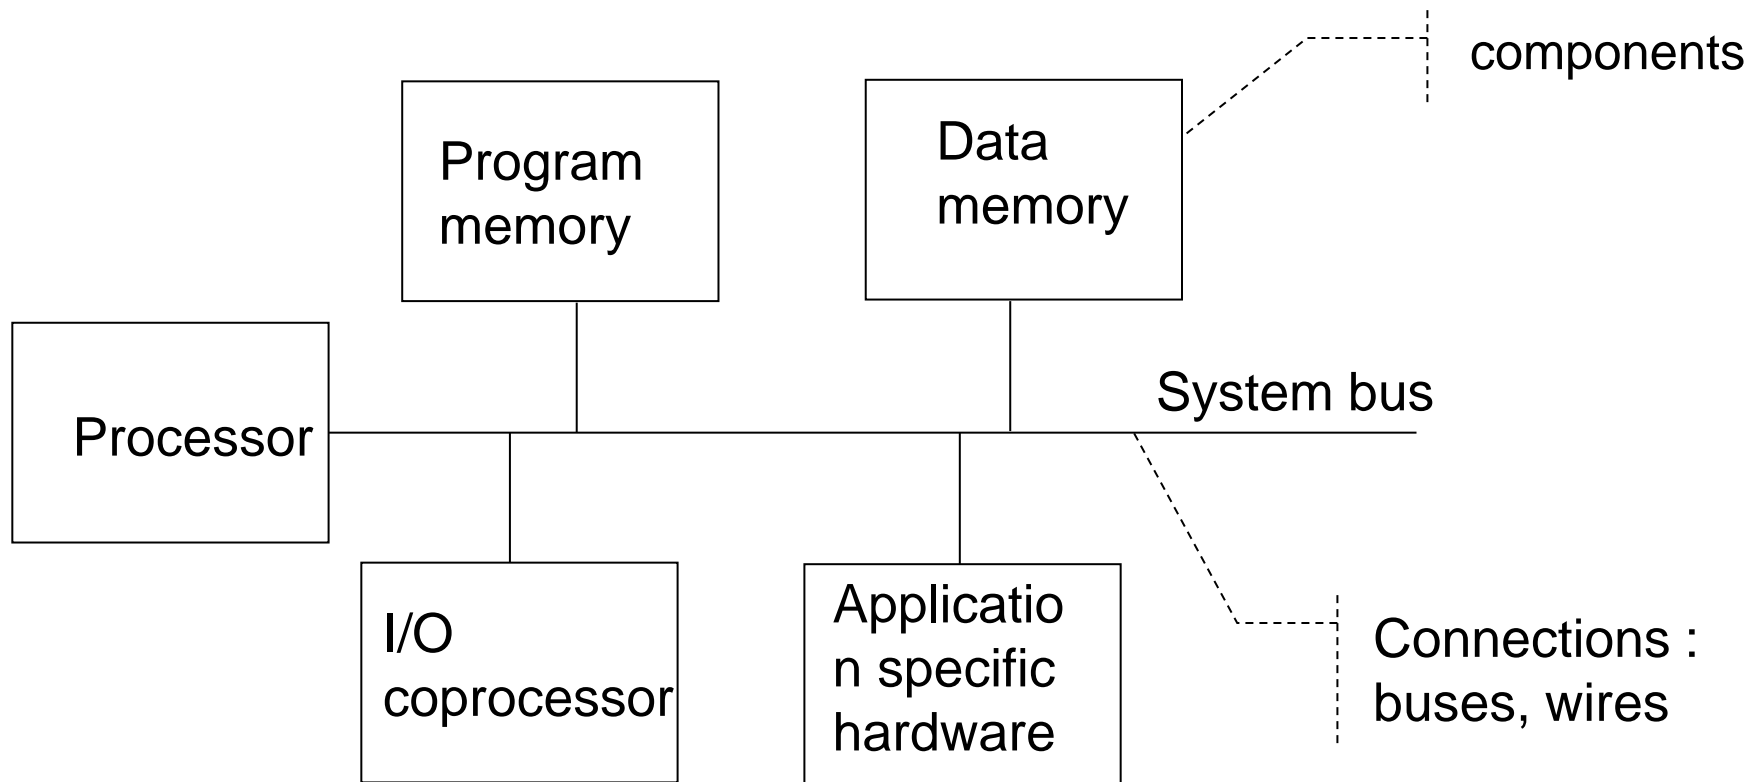 components
Program
memory
Data
memory
System bus
Processor
I/O
coprocessor
Applicatio
n specific
hardware
Connections :
buses, wires